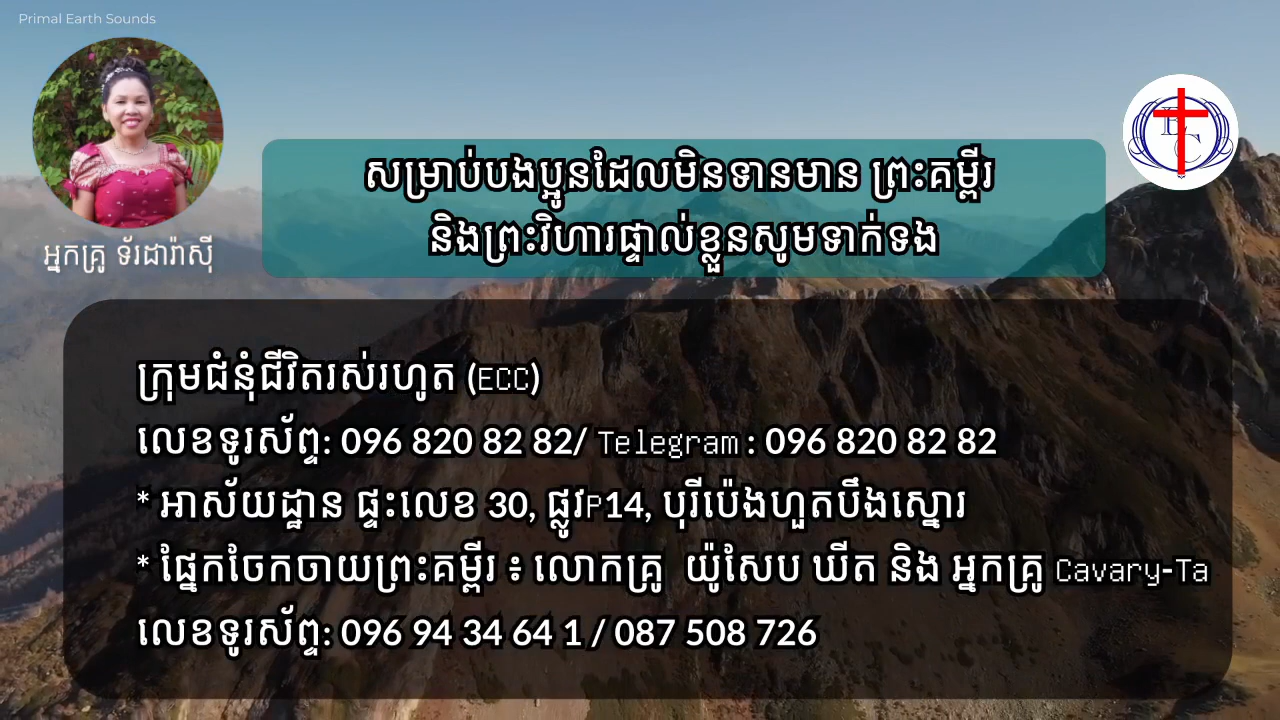 Primal Earth Sounds
អ្នកគ្រូ ទ័រដារ៉ាស៊ី
សម្រាប់បងប្អូនដែលមិនទានមាន ព្រះគម្ពីរ
និងព្រះវិហារផ្ទាល់ខ្លួនសូមទាក់ទង
ក្រុមជំនុំជីវិតរស់រហូត (ECC)
លេខទូរស័ព្ទ: 096 820 82 82/ Telegram : 096 820 82 82
* អាស័យដ្ឋាន ផ្ទះលេខ 30, ផ្លូវP14, បុរីប៉េងហួតបឹងស្នោរ
* ផ្នែកចែកចាយព្រះគម្ពីរ ៖ លោកគ្រូ យ៉ូសែប ឃីត និង អ្នកគ្រូ Cavary-Ta
លេខទូរស័ព្ទ: 096 94 34 64 1 / 087 508 726